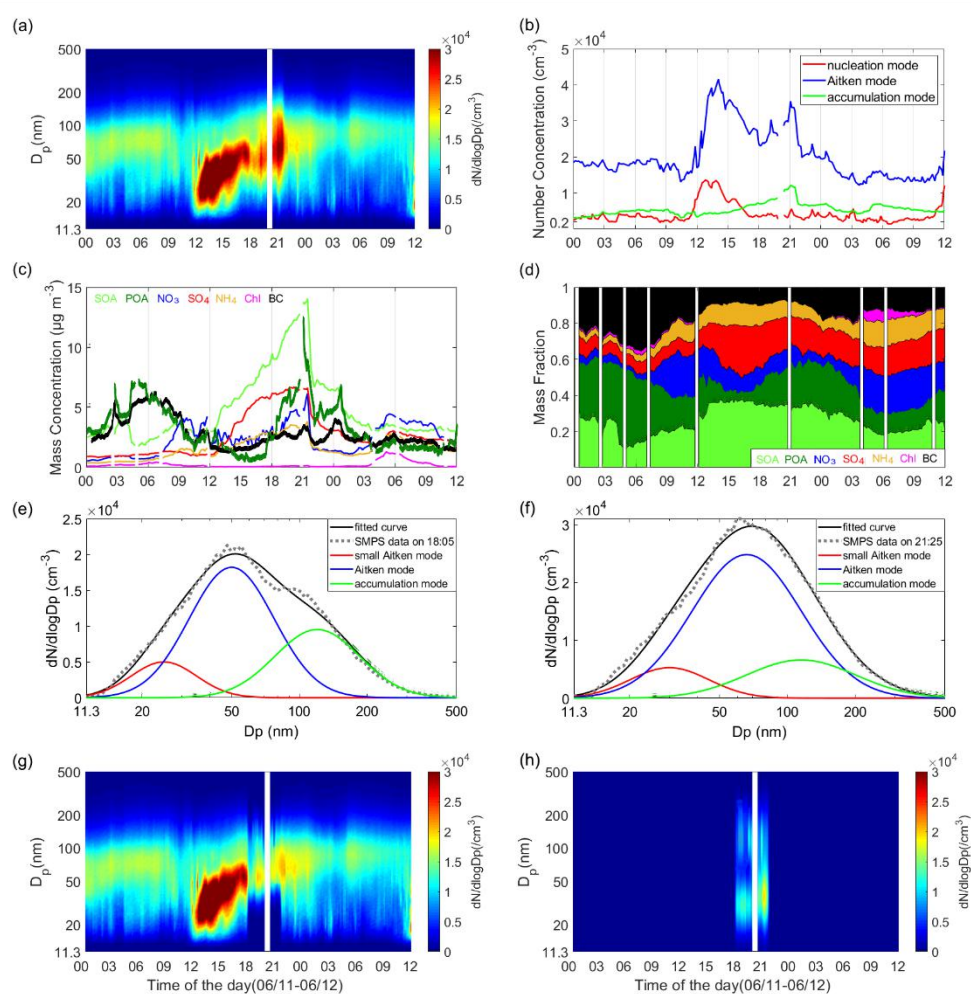 (a)
×10⁴
500
200
100
50
20
11.3
Dp(nm)
3
2.5
2
1.5
1
0.5
0
dN/dlogDp(/cm³)
00 03 06 09 12 15 18 21 00 03 06 09 12
(b)
×10⁴
5
4
3
2
1
0.2
Number Concentration (cm⁻³)
nucleation mode
Aitken mode
accumulation mode
00 03 06 09 12 15 18 21 00 03 06 09 12
(c)
15
10
5
0
Mass Concentration (µg m⁻³)
SOA POA NO₃ SO₄ NH₄ Chl BC
00 03 06 09 12 15 18 21 00 03 06 09 12
(d)
1
0.8
0.6
0.4
0.2
Mass Fraction
SOA POA NO₃ SO₄ NH₄ Chl BC
00 03 06 09 12 15 18 21 00 03 06 09 12
(e)
×10⁴
2.5
2
1.5
1
0.5
0
dN/dlogDp (cm⁻³)
fitted curve
SMPS data on 18:05
small Aitken mode
Aitken mode
accumulation mode
11.3 20 50 100 200 500
Dp (nm)
(f)
×10⁴
3
2
1
0
dN/dlogDp (cm⁻³)
fitted curve
SMPS data on 21:25
small Aitken mode
Aitken mode
accumulation mode
11.3 20 50 100 200 500
Dp (nm)
(g)
×10⁴
500
200
100
50
20
11.3
Dp(nm)
3
2.5
2
1.5
1
0.5
0
dN/dlogDp(/cm³)
00 03 06 09 12 15 18 21 00 03 06 09 12
Time of the day(06/11-06/12)
(h)
×10⁴
500
200
100
50
20
11.3
Dp(nm)
3
2.5
2
1.5
1
0.5
0
dN/dlogDp(/cm³)
00 03 06 09 12 15 18 21 00 03 06 09 12
Time of the day(06/11-06/12)